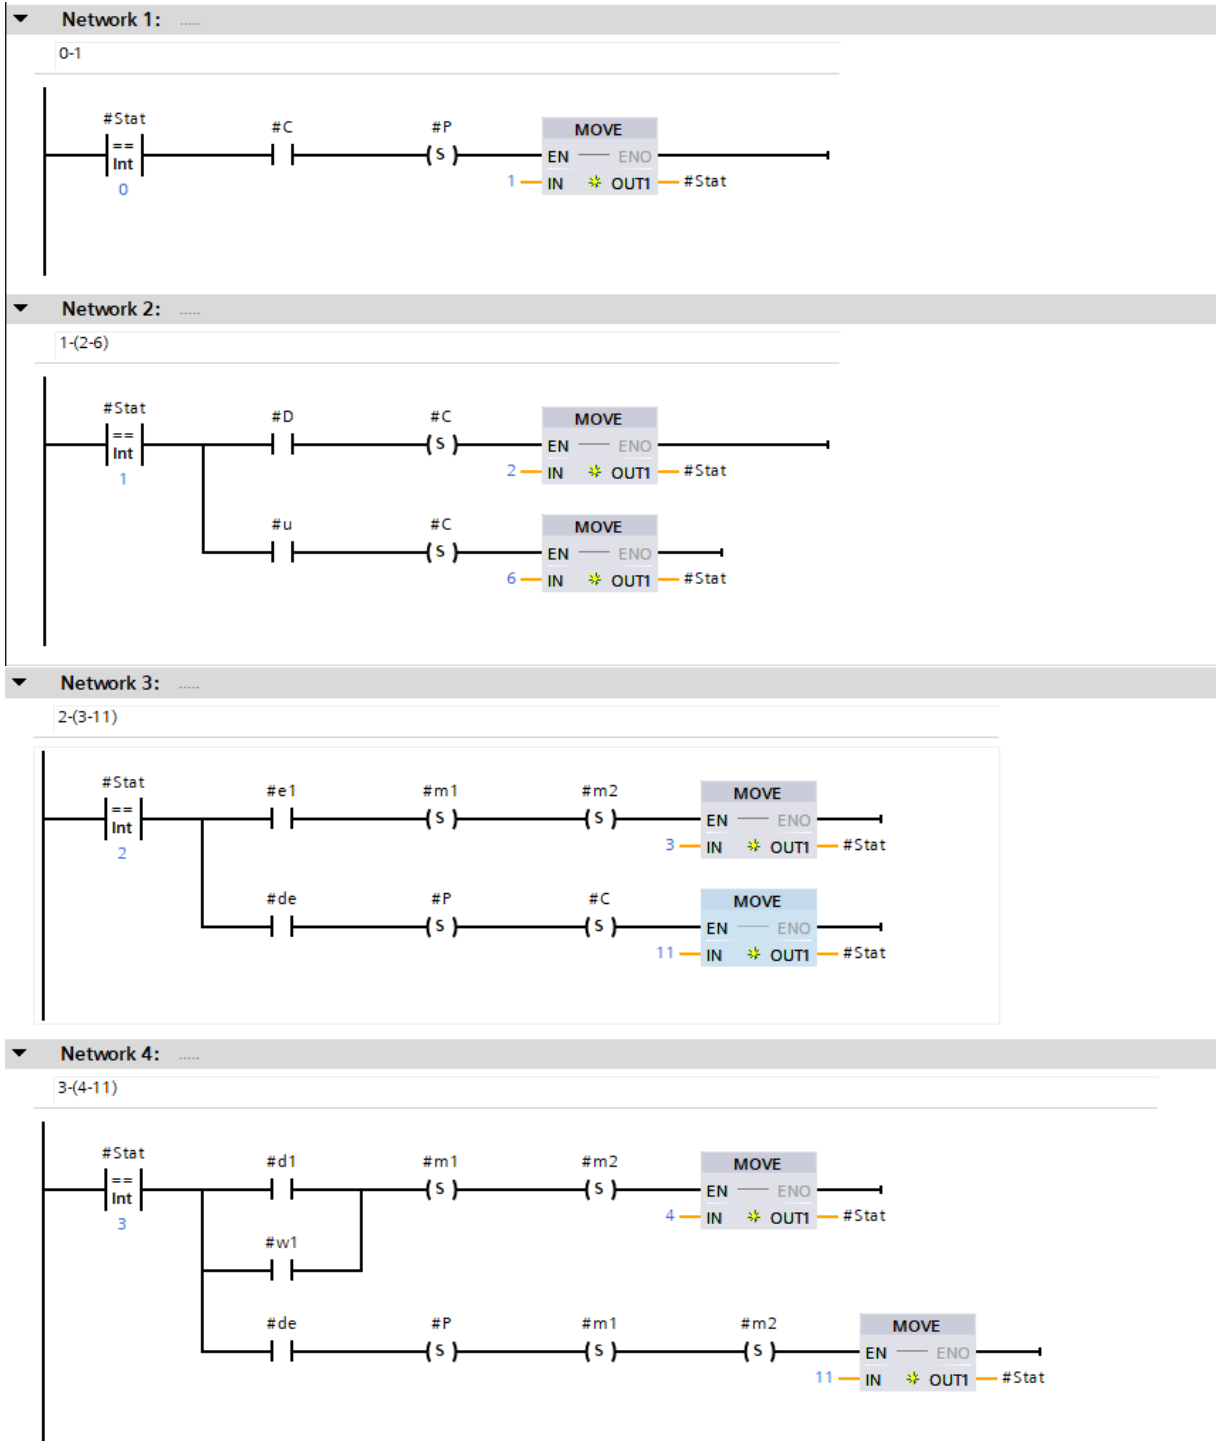 Network 1: .....
0-1
#Stat #C #P MOVE
==
Int
EN ENO
0
1 IN OUT1 #Stat
S
Network 2: .....
1-(2-6)
#Stat #D #C MOVE
==
Int
S
EN ENO
1
2 IN OUT1 #Stat
#u #C MOVE
S
EN ENO
6 IN OUT1 #Stat
Network 3: .....
2-(3-11)
#Stat #e1 #m1 #m2 MOVE
==
Int
S S
EN ENO
2
3 IN OUT1 #Stat
#de #P #C MOVE
S S
EN ENO
11 IN OUT1 #Stat
Network 4: .....
3-(4-11)
#Stat #d1 #m1 #m2 MOVE
==
Int
S S
EN ENO
3
4 IN OUT1 #Stat
#w1
#de #P #m1 #m2 MOVE
S S S
EN ENO
11 IN OUT1 #Stat